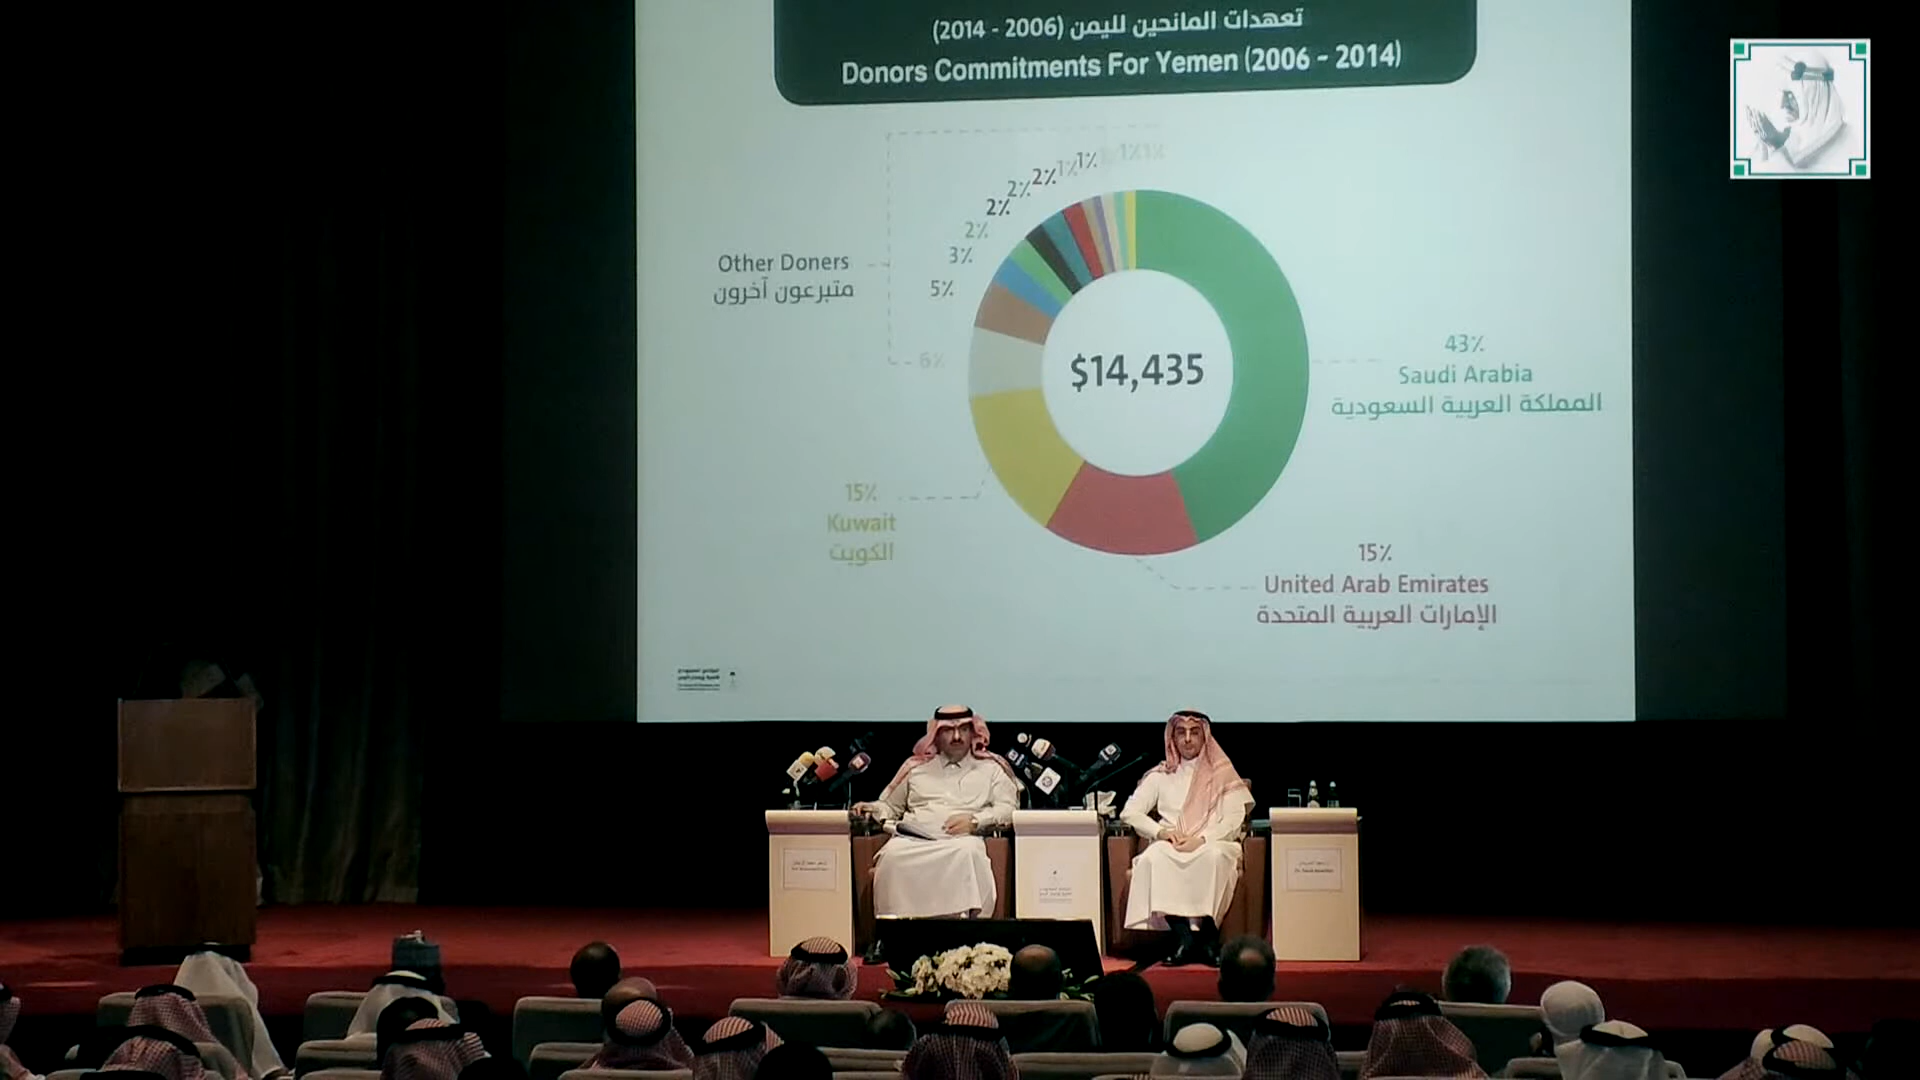 تعهدات المانحين لليمن (2006 - 2014)
Donors Commitments For Yemen (2006 - 2014)
1%
1%
1%
1%
2%
2%
2%
2%
3%
5%
6%
Other Doners
متبرعون آخرون
$14,435
43%
Saudi Arabia
المملكة العربية السعودية
15%
Kuwait
الكويت
15%
United Arab Emirates
الإمارات العربية المتحدة